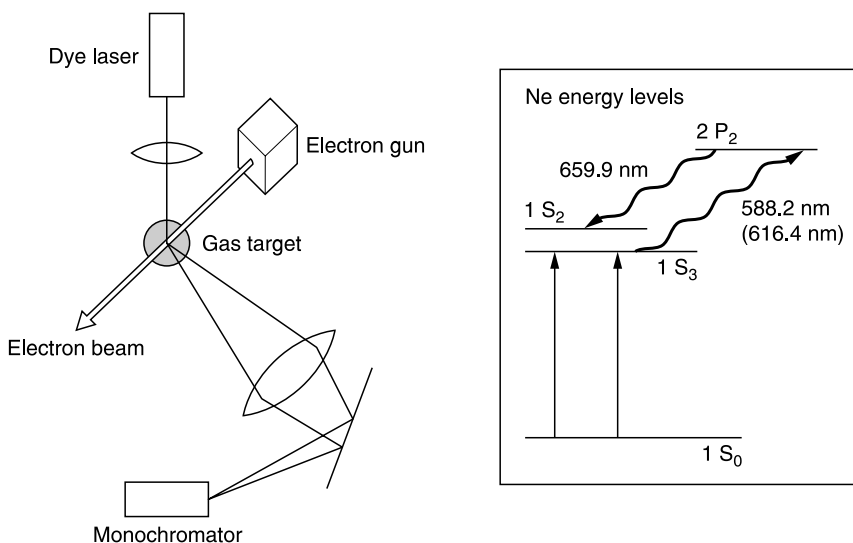 Dye laser
Electron gun
Gas target
Electron beam
Monochromator
Ne energy levels
2 P₂
659.9 nm
1 S₂
588.2 nm
(616.4 nm)
1 S₃
1 S₀